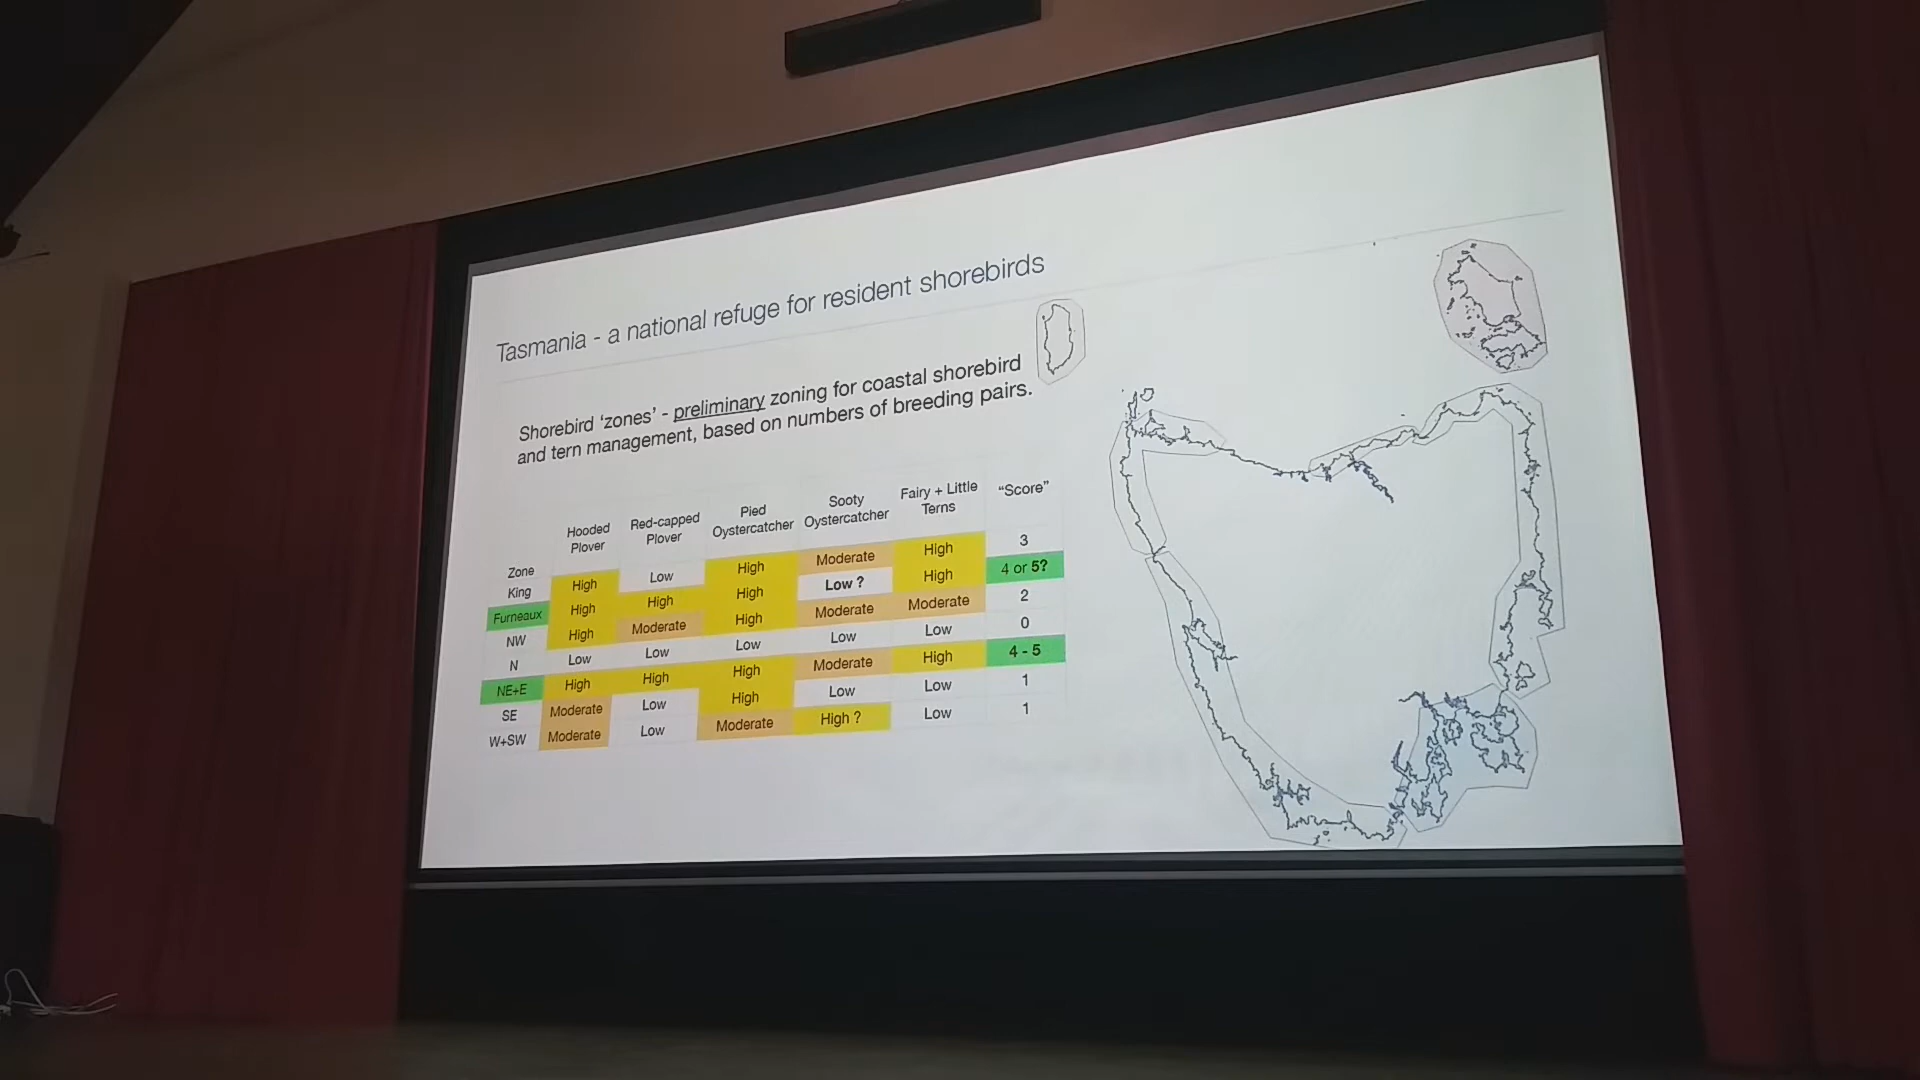 Tasmania - a national refuge for resident shorebirds
Shorebird ‘zones’ - preliminary zoning for coastal shorebird
and tern management, based on numbers of breeding pairs.
Zone Hooded Plover Red-capped Plover Pied Oystercatcher Sooty Oystercatcher Fairy + Little Terns “Score”
King High Low High Moderate High 3
Furneaux High High High Low ? High 4 or 5?
NW High Moderate High Moderate Moderate 2
N Low Low Low Low Low 0
NE+E High High High Moderate High 4 - 5
SE Moderate Low High Low Low 1
W+SW Moderate Low Moderate High ? Low 1